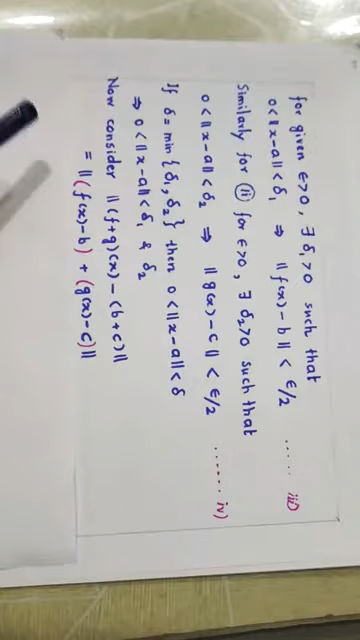 for given ϵ>0, ∃ δ₁>0 such that
0<||x-a||<δ₁ ⇒ ||f(x)-b||<ϵ/2 ..... iii)
Similarly for (ii) for ϵ>0, ∃ δ₂>0 such that
0<||x-a||<δ₂ ⇒ ||g(x)-c||<ϵ/2 ....... iv)
If δ=min{δ₁,δ₂} then 0<||x-a||<δ
⇒ 0<||x-a||<δ₁ & δ₂
Now consider ||(f+g)(x)-(b+c)||
= ||(f(x)-b)+(g(x)-c)||